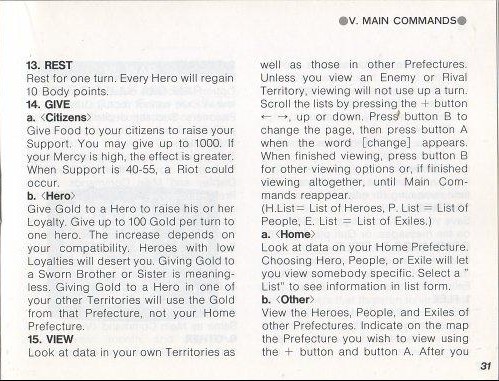 ●V. MAIN COMMANDS●
13. REST
Rest for one turn. Every Hero will regain
10 Body points.
14. GIVE
a. <Citizens>
Give Food to your citizens to raise your
Support. You may give up to 1000. If
your Mercy is high, the effect is greater.
When Support is 40-55, a Riot could
occur.
b. <Hero>
Give Gold to a Hero to raise his or her
Loyalty. Give up to 100 Gold per turn to
one hero. The increase depends on
your compatibility. Heroes with low
Loyalties will desert you. Giving Gold to
a Sworn Brother or Sister is meaning-
less. Giving Gold to a Hero in one of
your other Territories will use the Gold
from that Prefecture, not your Home
Prefecture.
15. VIEW
Look at data in your own Territories as
well as those in other Prefectures.
Unless you view an Enemy or Rival
Territory, viewing will not use up a turn.
Scroll the lists by pressing the + button
← →, up or down. Press button B to
change the page, then press button A
when the word [change] appears.
When finished viewing, press button B
for other viewing options or, if finished
viewing altogether, until Main Com-
mands reappear.
(H.List= List of Heroes, P. List = List of
People, E. List = List of Exiles.)
a. <Home>
Look at data on your Home Prefecture.
Choosing Hero, People, or Exile will let
you view somebody specific. Select a "
List" to see information in list form.
b. <Other>
View the Heroes, People, and Exiles of
other Prefectures. Indicate on the map
the Prefecture you wish to view using
the + button and button A. After you
31